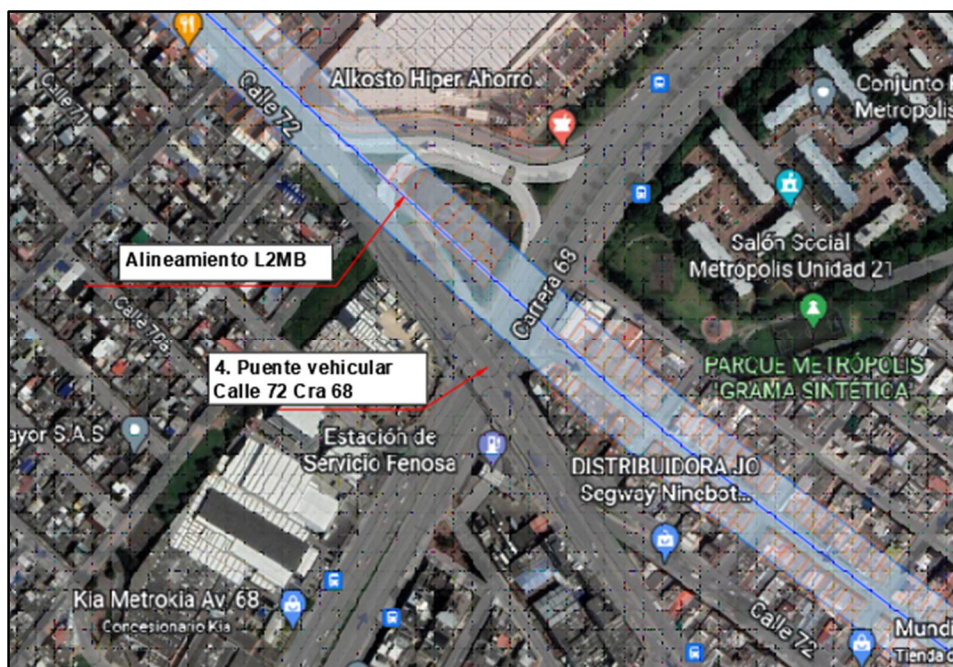 Calle 72
Alkosto Hiper Ahorro
Calle 71
Conjunto
Metropolis
Salón Social
Metrópolis Unidad 21
Alineamiento L2MB
Carrera 68
Calle 70a
4. Puente vehicular
Calle 72 Cra 68
PARQUE METRÓPOLIS
'GRAMA SINTÉTICA'
ayor S.A.S
Estación de
Servicio Fenosa
DISTRIBUIDORA JO
Segway Ninebot...
Kia Metrokia Av. 68
Concesionario Kia
Calle 72
Mundi
Tienda d